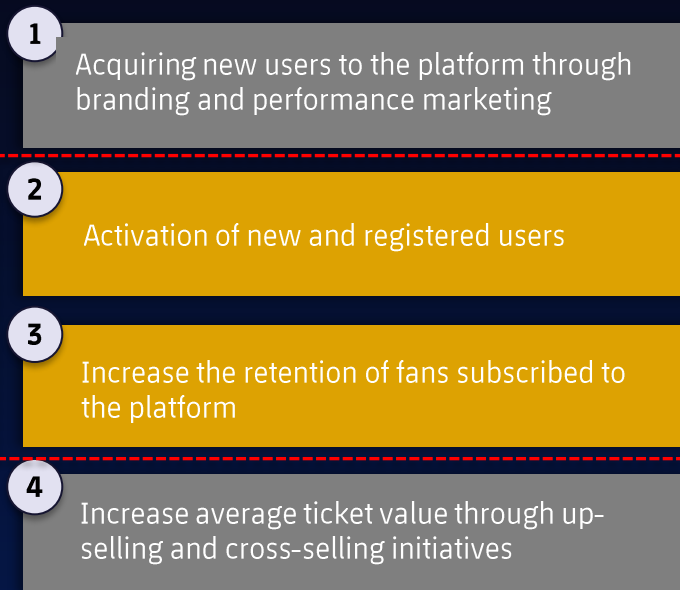 1
Acquiring new users to the platform through
branding and performance marketing
2
Activation of new and registered users
3
Increase the retention of fans subscribed to
the platform
4
Increase average ticket value through up-
selling and cross-selling initiatives